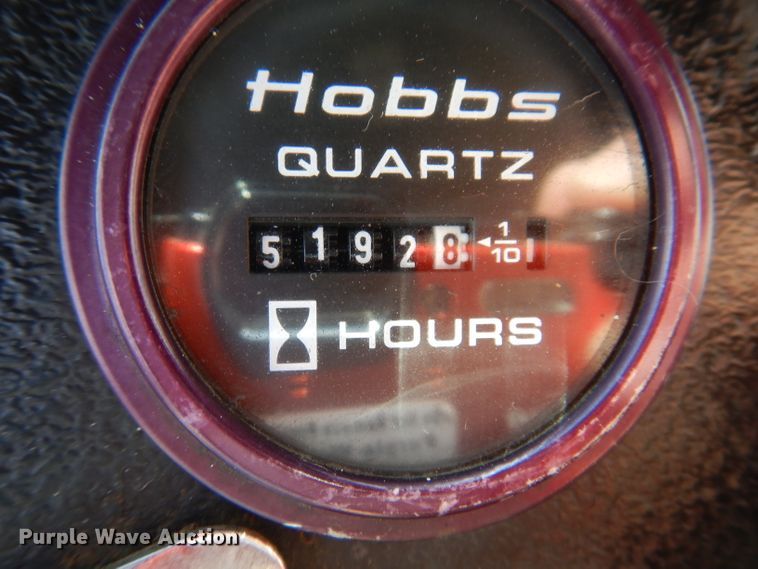 Hobbs
QUARTZ
51928 1/10
HOURS
Purple Wave Auction